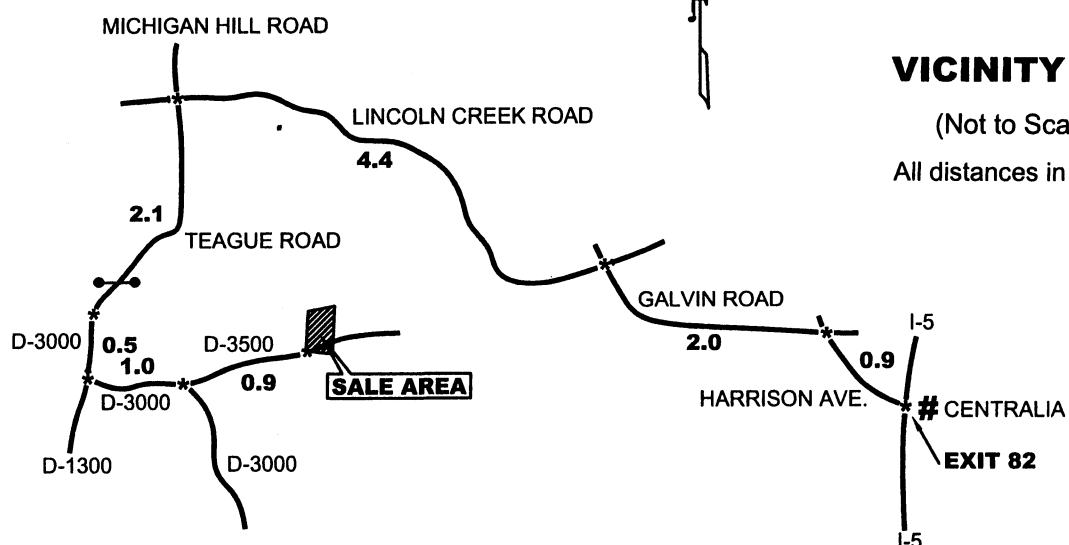 MICHIGAN HILL ROAD
VICINITY
(Not to Sca
All distances in
LINCOLN CREEK ROAD
4.4
2.1
TEAGUE ROAD
GALVIN ROAD
2.0
I-5
0.9
HARRISON AVE.
# CENTRALIA
EXIT 82
I-5
D-3000
0.5
1.0
D-3000
D-3500
0.9
SALE AREA
D-1300
D-3000